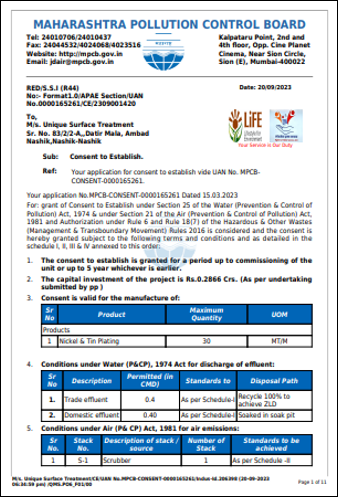 MAHARASHTRA POLLUTION CONTROL BOARD
Tel: 24010706/24010437
Fax: 24044532/4024068/4023516
Website: http://mpcb.gov.in
Email: jdair@mpcb.gov.in
Kalpataru Point, 2nd and
4th floor, Opp. Cine Planet
Cinema, Near Sion Circle,
Sion (E), Mumbai-400022
RED/S.S.I (R44)
No:- Format1.0/APAE Section/UAN
No.0000165261/CE/2309001420
Date: 20/09/2023
To,
M/s. Unique Surface Treatment
Sr. No. 83/2/2-A,,Datir Mala, Ambad
Nashik,Nashik-Nashik
LiFE
Your Service is Our Duty
Sub: Consent to Establish.
Ref: Your application for consent to establish vide UAN No. MPCB-
CONSENT-0000165261.
Your application No.MPCB-CONSENT-0000165261 Dated 15.03.2023
For: grant of Consent to Establish under Section 25 of the Water (Prevention & Control of
Pollution) Act, 1974 & under Section 21 of the Air (Prevention & Control of Pollution) Act,
1981 and Authorization under Rule 6 and Rule 18(7) of the Hazardous & Other Wastes
(Management & Transboundary Movement) Rules 2016 is considered and the consent is
hereby granted subject to the following terms and conditions and as detailed in the
schedule I, II, III & IV annexed to this order:
1. The consent to establish is granted for a period up to commissioning of the
unit or up to 5 year whichever is earlier.
2. The capital investment of the project is Rs.0.2866 Crs. (As per undertaking
submitted by pp )
3. Consent is valid for the manufacture of:
Sr No Product Maximum Quantity UOM
Products
1 Nickel & Tin Plating 30 MT/M
4. Conditions under Water (P&CP), 1974 Act for discharge of effluent:
Sr No Description Permitted (in CMD) Standards to Disposal Path
1. Trade effluent 0.4 As per Schedule-I Recycle 100% to achieve ZLD
2. Domestic effluent 0.40 As per Schedule-I Soaked in soak pit
5. Conditions under Air (P& CP) Act, 1981 for air emissions:
Sr No. Stack No. Description of stack / source Number of Stack Standards to be achieved
1 S-1 Scrubber 1 As per Schedule -II
M/s. Unique Surface Treatment/CE/UAN No.MPCB-CONSENT-0000165261/Indus-Id.206390 (20-09-2023
06:34:59 pm) /QMS.PO6_F01/00
Page 1 of 11